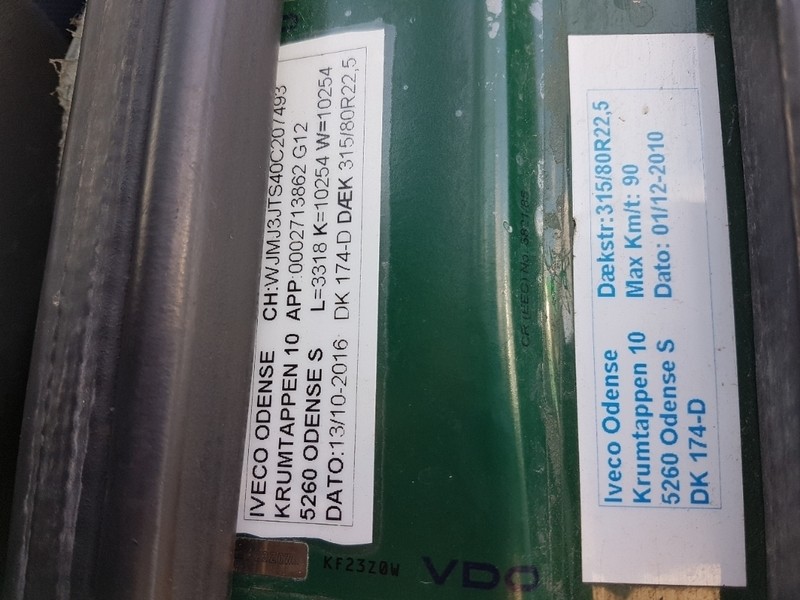 IVECO ODENSE CH:WJMJ3JTS40C207493
KRUMTAPPEN 10 APP:0002713862 G12
5260 ODENSE S L=3318 K=10254 W=10254
DATO:13/10-2016 DK 174-D DÆK 315/80R22,5
KF23Z0W
VDO
Iveco Odense Dækstr:315/80R22,5
Krumtappen 10 Max Km/t: 90
5260 Odense S Dato: 01/12-2010
DK 174-D